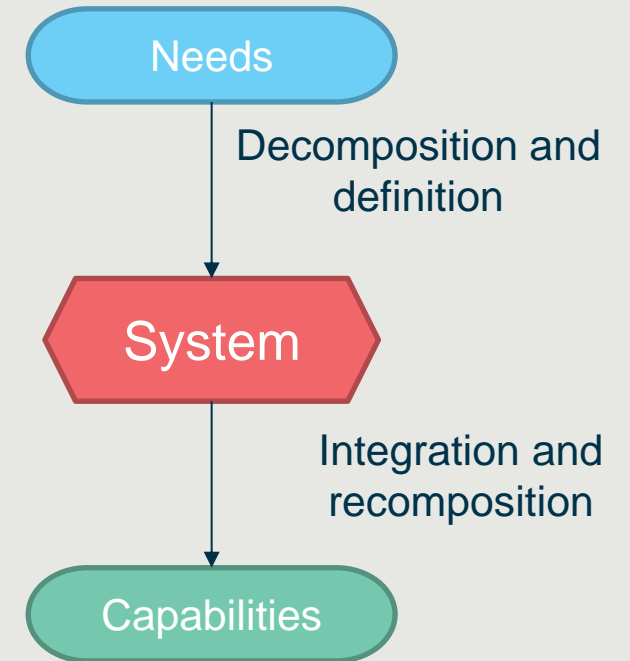 Needs
Decomposition and
definition
System
Integration and
recomposition
Capabilities